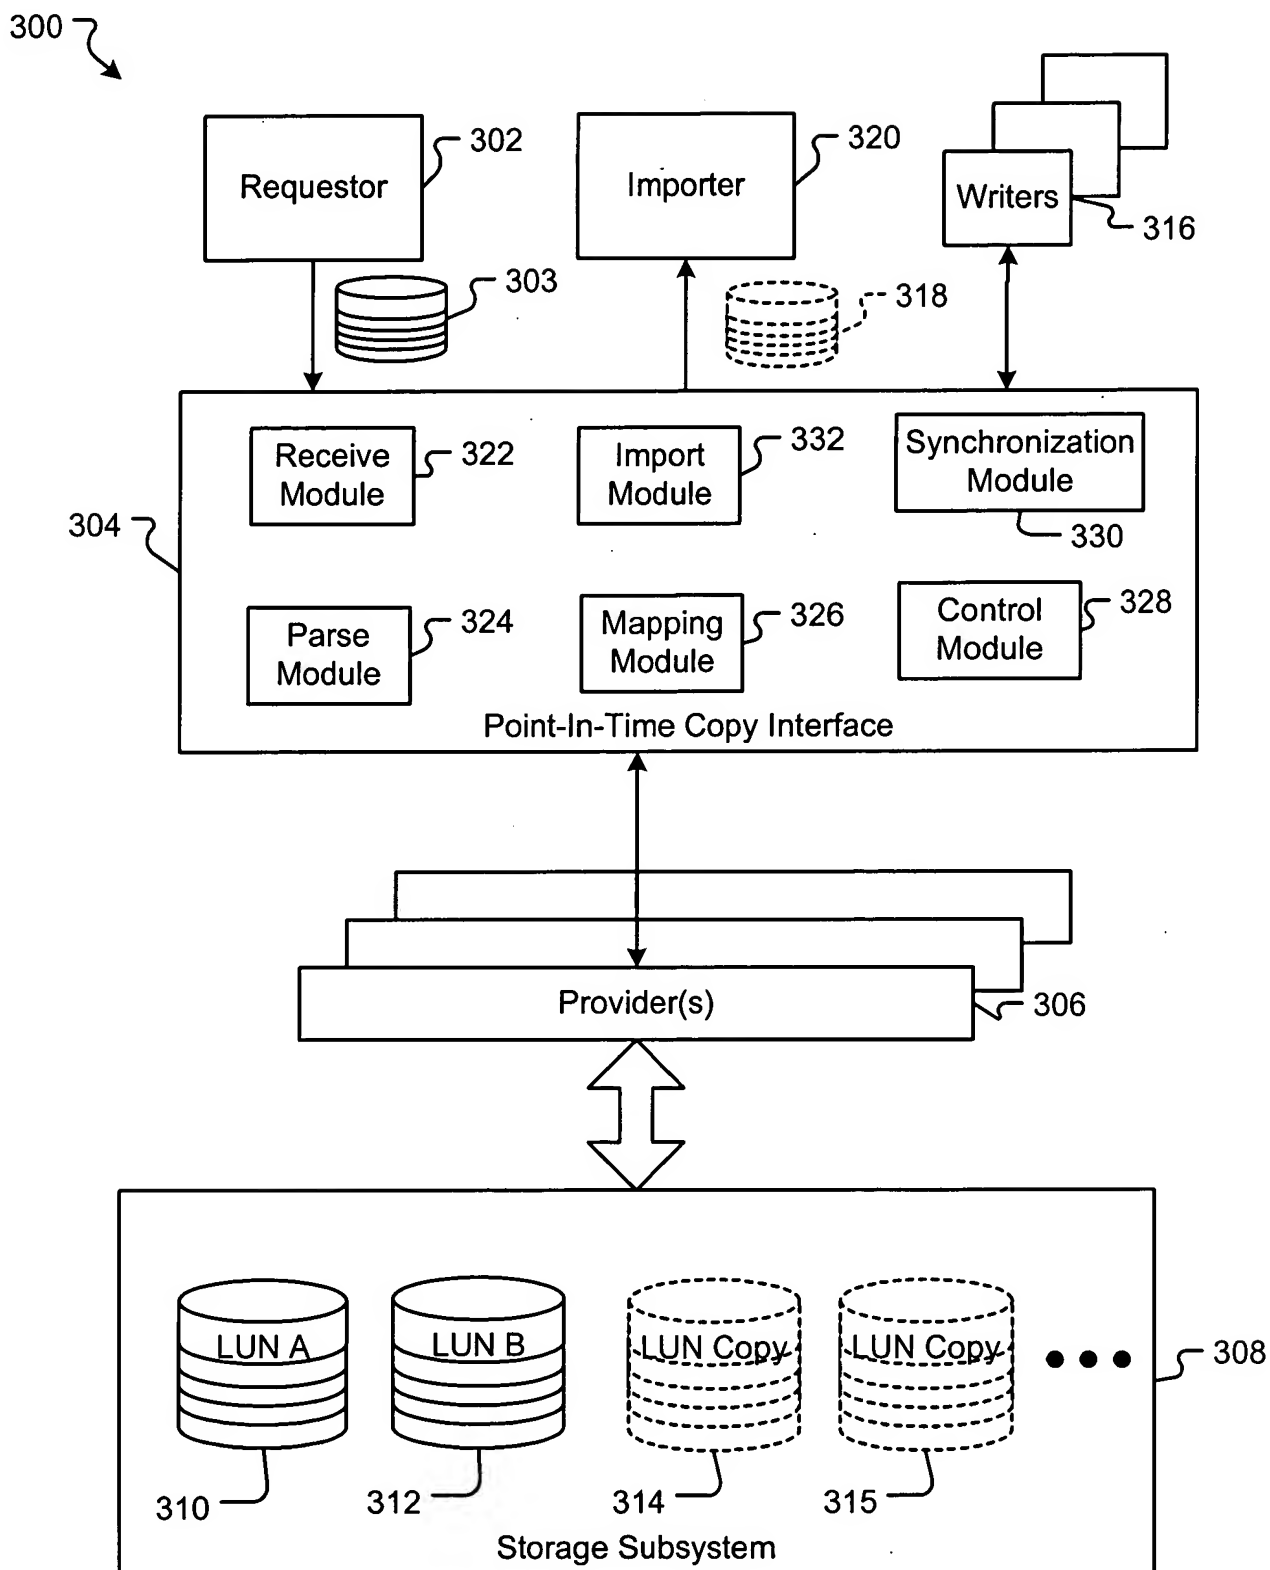 300
302
Requestor
320
Importer
Writers
316
303
318
Receive
Module
322
Import
Module
332
Synchronization
Module
330
304
Parse
Module
324
Mapping
Module
326
Control
Module
328
Point-In-Time Copy Interface
Provider(s)
306
LUN A
LUN B
LUN Copy
LUN Copy
308
310
312
314
315
Storage Subsystem